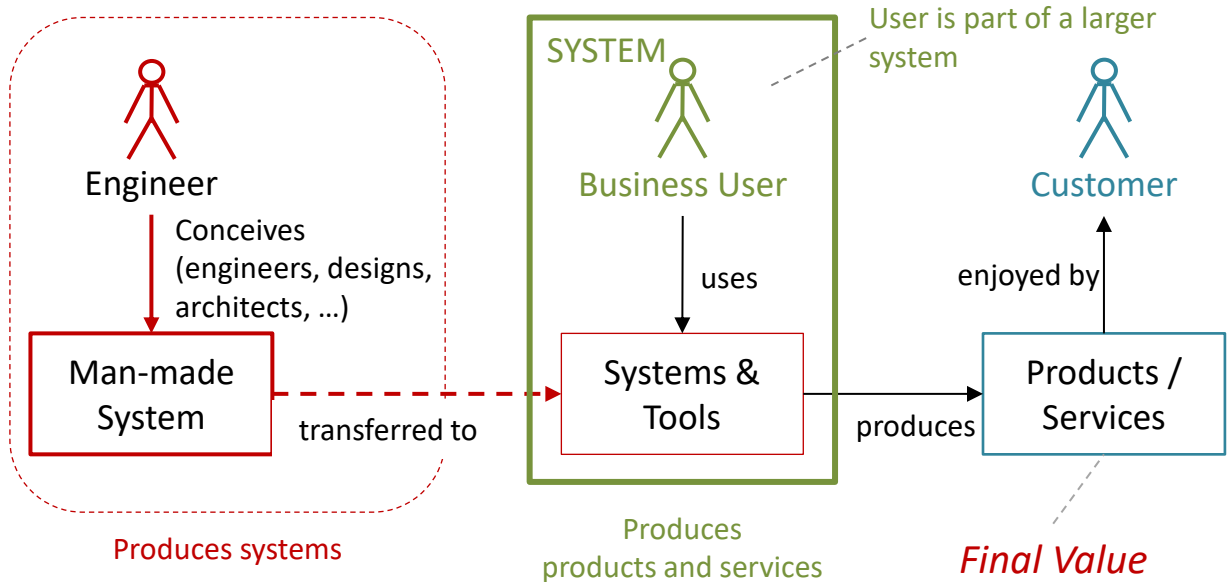 User is part of a larger
system
SYSTEM
Engineer
Business User
Customer
Conceives
(engineers, designs,
architects, ...)
uses
enjoyed by
Man-made
System
transferred to
Systems &
Tools
produces
Products /
Services
Produces systems
Produces
products and services
Final Value